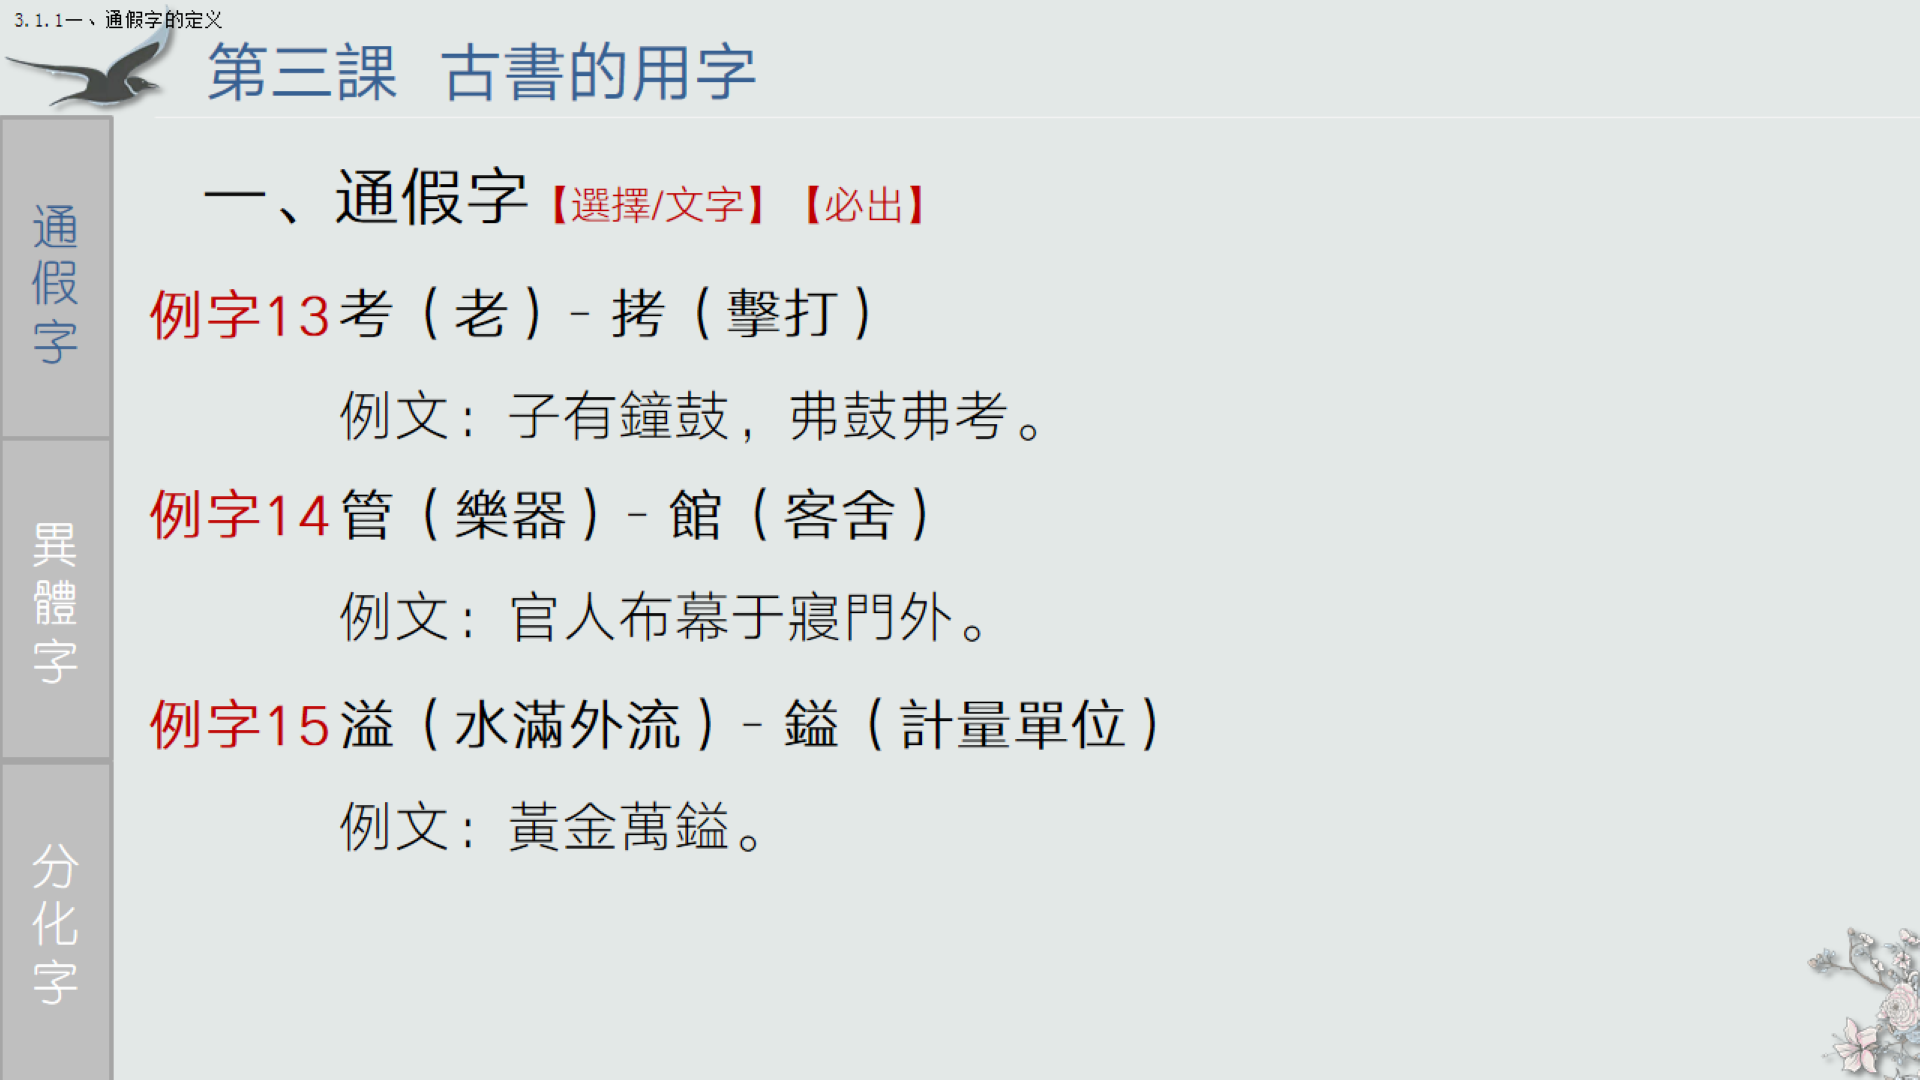 3.1.1一、通假字的定义
第三課 古書的用字
通假字
異體字
分化字
一、通假字【選擇/文字】【必出】
例字13考（老）- 拷（擊打）
例文：子有鐘鼓，弗鼓弗考。
例字14管（樂器）- 館（客舍）
例文：官人布幕于寢門外。
例字15溢（水滿外流）- 鎰（計量單位）
例文：黃金萬鎰。